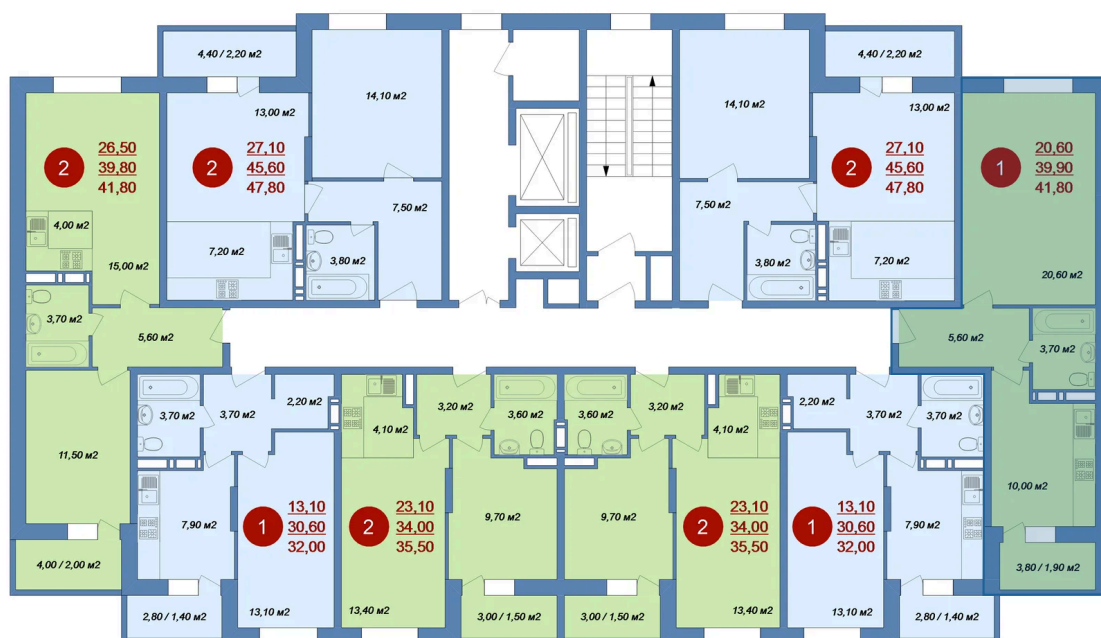 4,40 / 2,20 м2
14,10 м2
13,00 м2
2
27,10
45,60
47,80
7,20 м2
7,50 м2
3,80 м2
2
26,50
39,80
41,80
4,00 м2
15,00 м2
3,70 м2
5,60 м2
11,50 м2
4,00 / 2,00 м2
14,10 м2
4,40 / 2,20 м2
13,00 м2
2
27,10
45,60
47,80
7,50 м2
3,80 м2
7,20 м2
1
20,60
39,90
41,80
20,60 м2
5,60 м2
3,70 м2
10,00 м2
3,80 / 1,90 м2
3,70 м2
3,70 м2
2,20 м2
7,90 м2
1
13,10
30,60
32,00
13,10 м2
2,80 / 1,40 м2
4,10 м2
3,20 м2
3,60 м2
2
23,10
34,00
35,50
9,70 м2
13,40 м2
3,00 / 1,50 м2
3,60 м2
3,20 м2
4,10 м2
9,70 м2
2
23,10
34,00
35,50
13,40 м2
3,00 / 1,50 м2
2,20 м2
3,70 м2
3,70 м2
1
13,10
30,60
32,00
7,90 м2
13,10 м2
2,80 / 1,40 м2